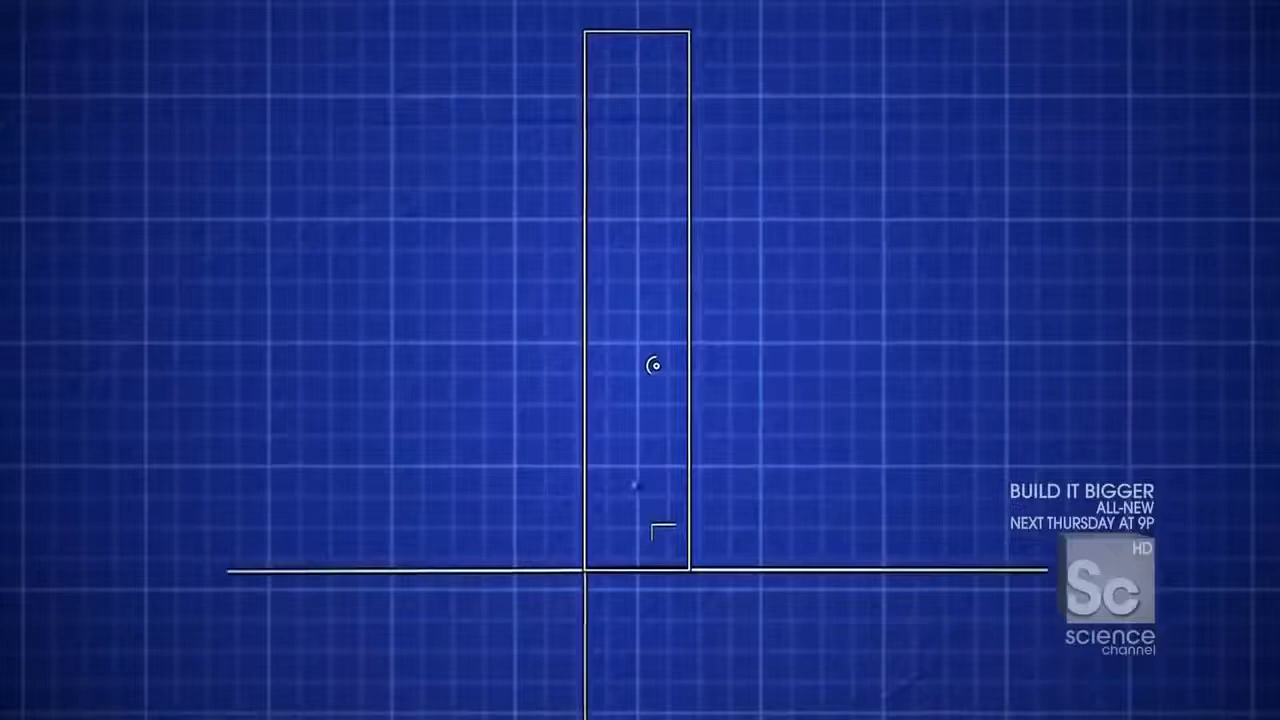 BUILD IT BIGGER
ALL-NEW
NEXT THURSDAY AT 9P
HD
Sc
science
channel